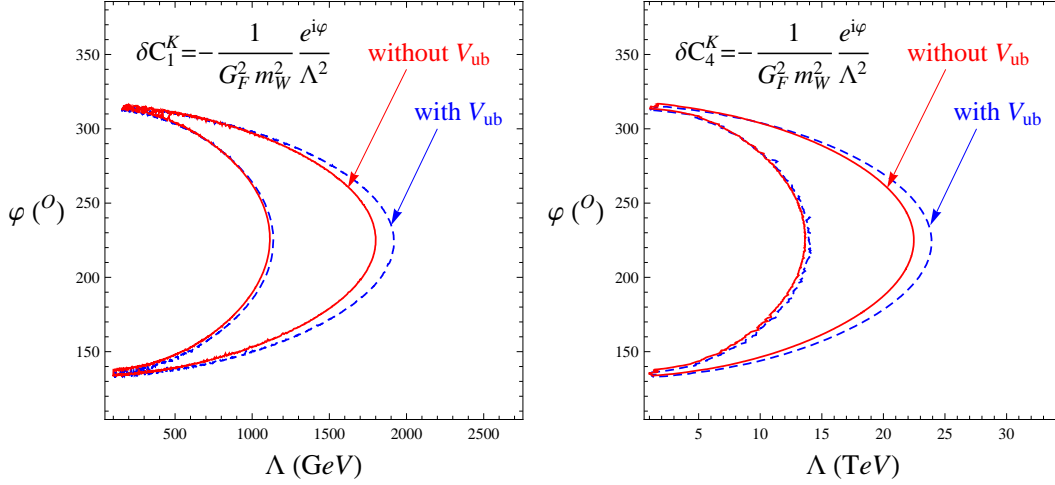 δC₁ᴷ=− 1/(G_F² m_W²) e^{iφ}/Λ²
without V_ub
with V_ub
350
300
250
200
150
φ (°)
500 1000 1500 2000 2500
Λ (GeV)
δC₄ᴷ=− 1/(G_F² m_W²) e^{iφ}/Λ²
without V_ub
with V_ub
350
300
250
200
150
φ (°)
5 10 15 20 25 30
Λ (TeV)